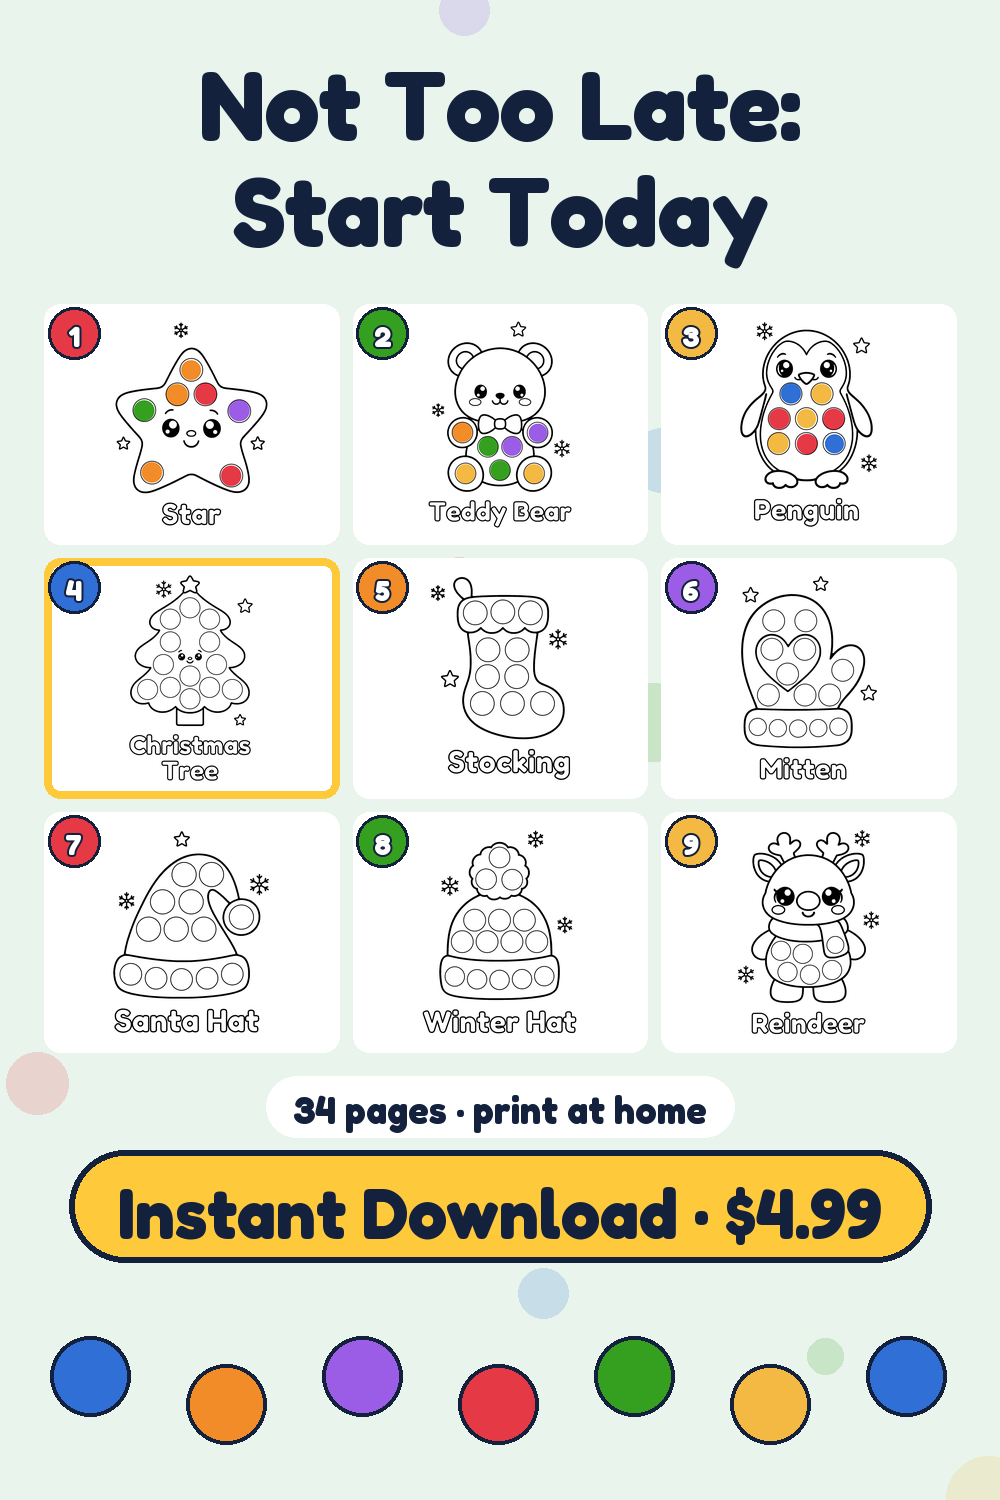 Not Too Late:
Start Today
1
Star
2
Teddy Bear
3
Penguin
4
Christmas
Tree
5
Stocking
6
Mitten
7
Santa Hat
8
Winter Hat
9
Reindeer
34 pages · print at home
Instant Download · $4.99